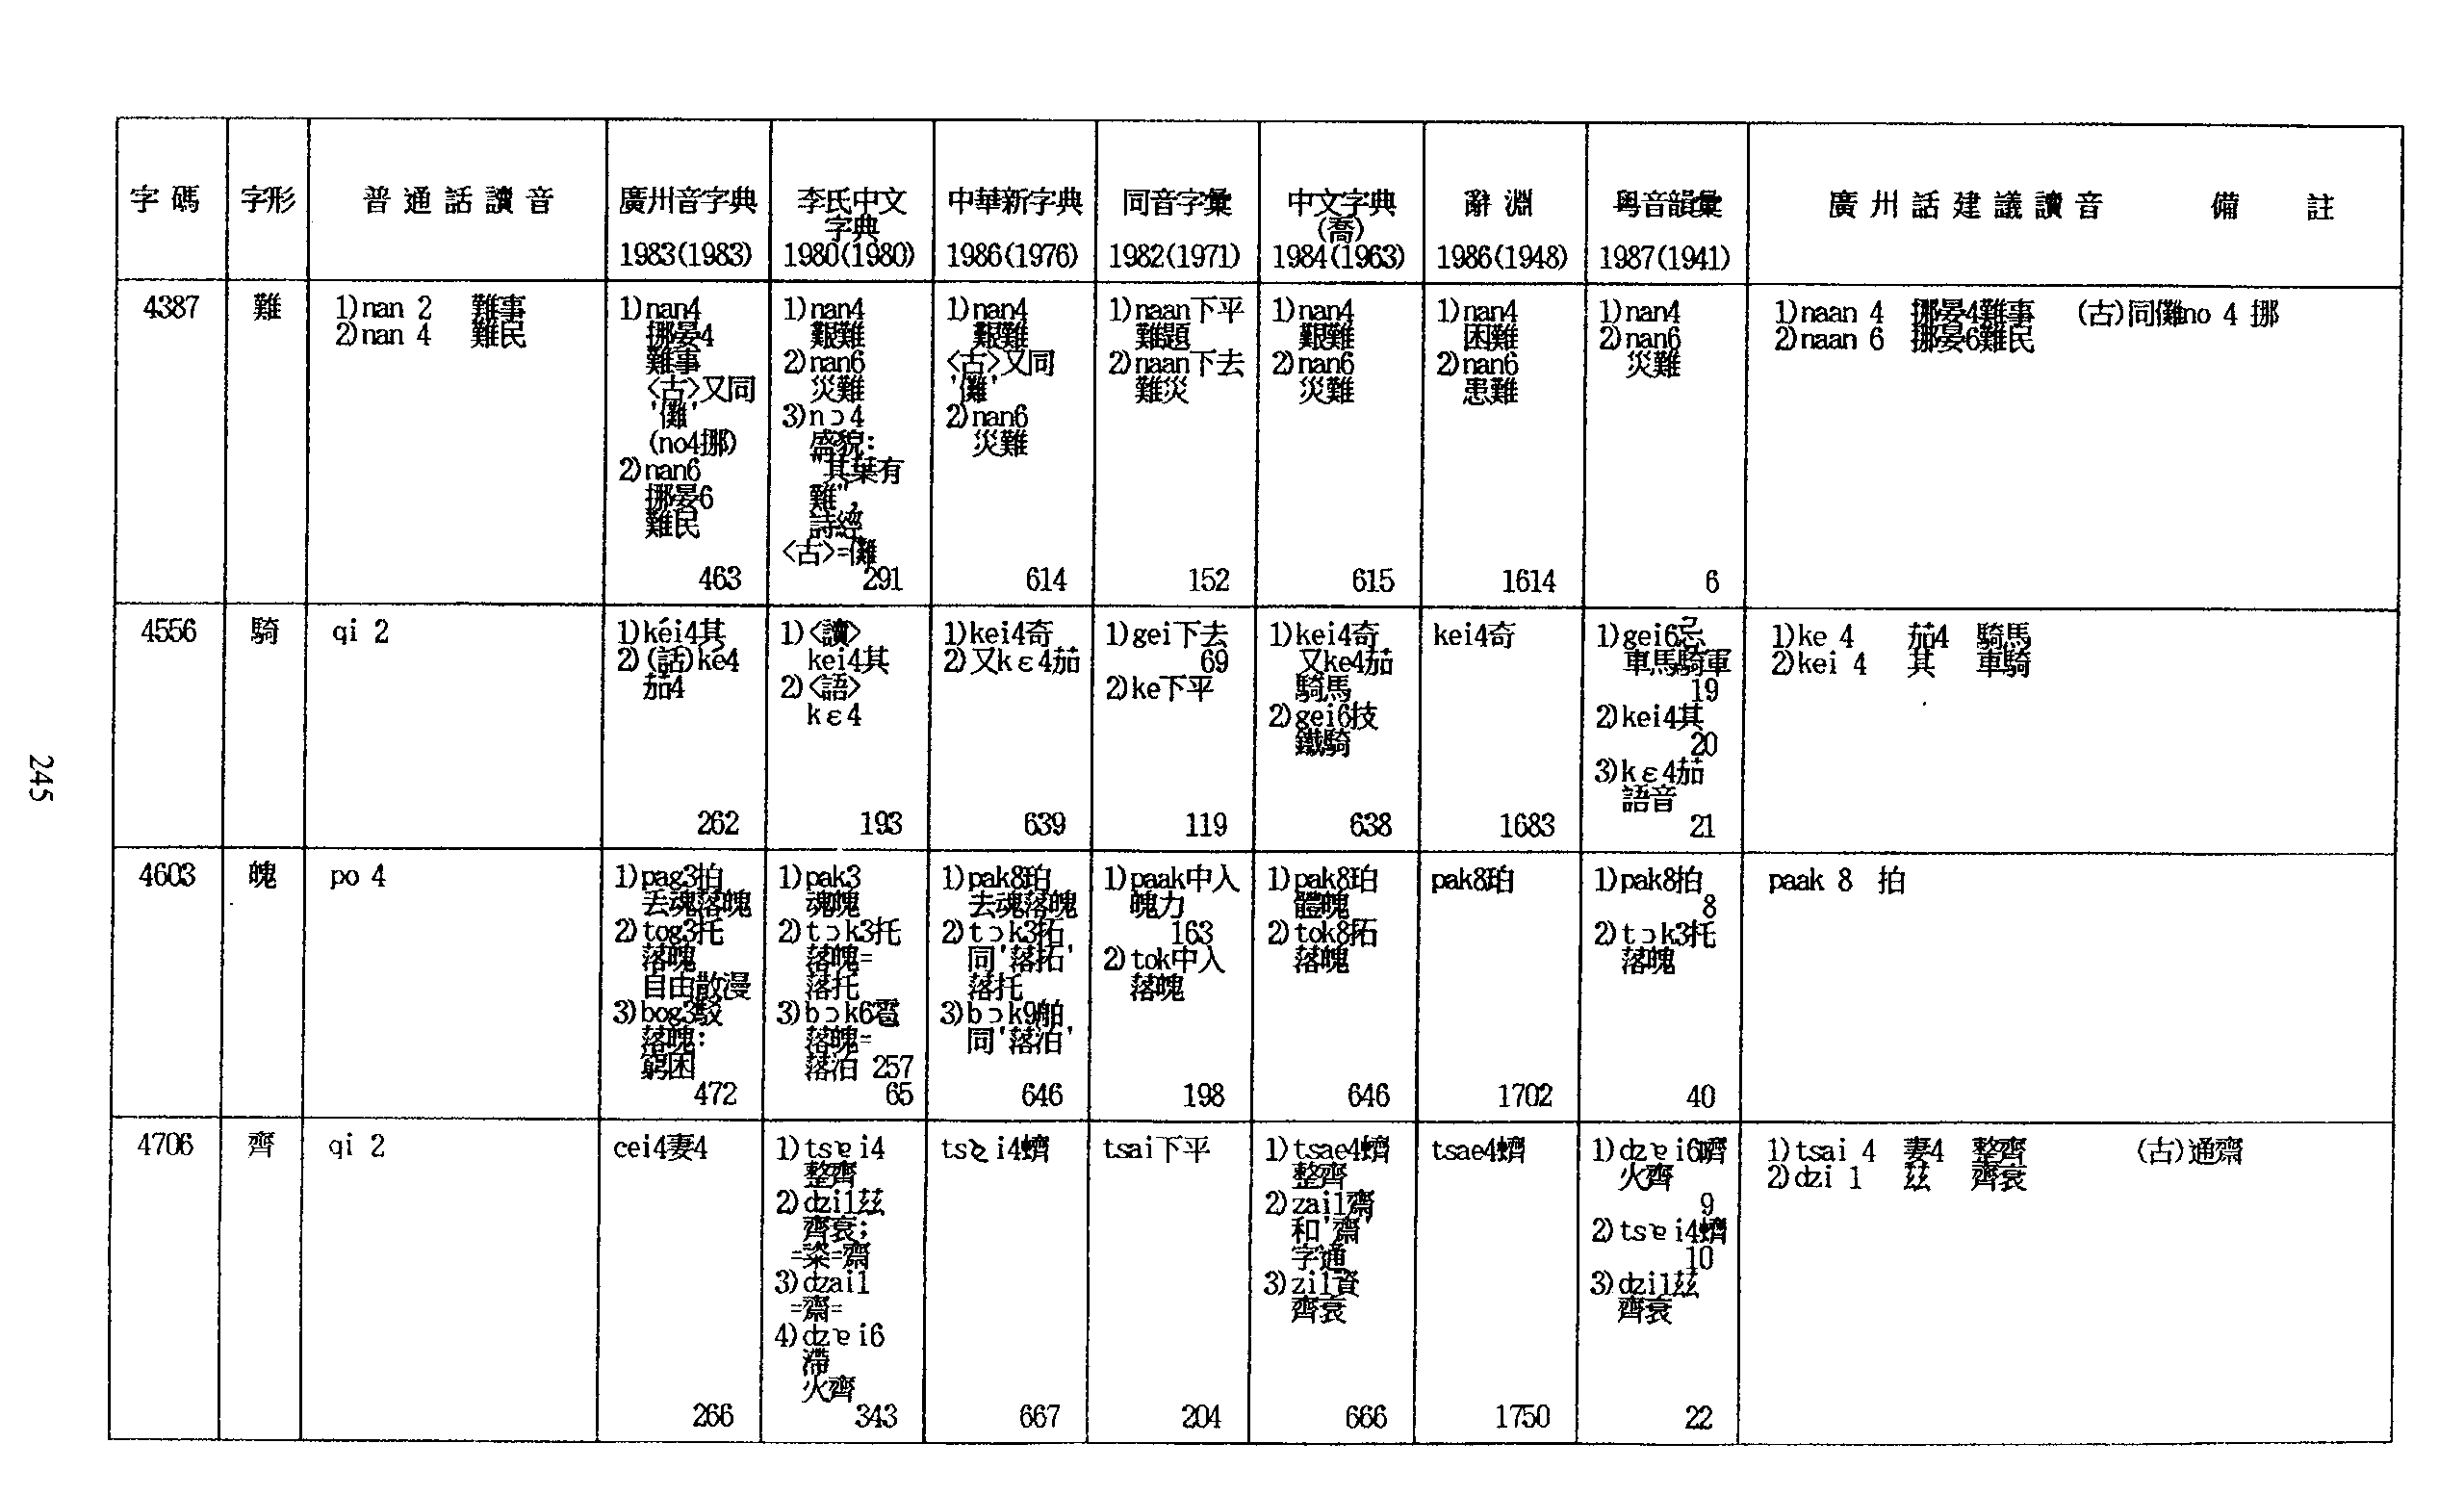 字碼 字形 普通話讀音 廣州音字典 李氏中文 中華新字典 同音字彙 中文字典 辭淵 粵音韻彙 廣州話建議讀音 備註
字典 (喬)
1983(1983) 1980(1980) 1986(1976) 1982(1971) 1984(1963) 1986(1948) 1987(1941)
4387
難
1)nan 2 難事
2)nan 4 難民
1)nan4
挪晏4
難事
<古>又同
'儺'
(no4挪)
2)nan6
挪晏6
難民
463
1)nan4
艱難
2)nan6
災難
3)nɔ4
盛貌:
"其葉有
難",
詩經
<古>=儺
291
1)nan4
艱難
<古>又同
'儺'
2)nan6
災難
614
1)naan下平
難題
2)naan下去
難災
152
1)nan4
艱難
2)nan6
災難
615
1)nan4
困難
2)nan6
患難
1614
1)nan4
2)nan6
災難
6
1)naan 4 挪晏4難事 (古)同儺no 4 挪
2)naan 6 挪晏6難民
4556
騎
qi 2
1)kéi4其
2)(話)ké4
茄4
262
1)<讀>
kei4其
2)<語>
kɛ4
193
1)kei4奇
2)又kɛ4茄
639
1)gei下去
69
2)ke下平
119
1)kei4奇
又ke4茄
騎馬
2)gei6技
鐵騎
638
kei4奇
1683
1)gei6忌
車馬騎軍
19
2)kei4其
20
3)kɛ4茄
語音
21
1)ke 4 茄4 騎馬
2)kei 4 其 車騎
4603
魄
po 4
1)pag3拍
丟魂落魄
2)tog3托
落魄
自由散漫
3)bog3駁
落魄:
窮困
472
1)pak3
魂魄
2)tɔk3托
落魄=
落托
3)bɔk6雹
落魄=
落泊 257
65
1)pak8珀
去魂落魄
2)tɔk3拓
同'落拓'
落托
3)bɔk9舶
同'落泊'
646
1)paak中入
魄力
163
2)tok中入
落魄
198
1)pak8珀
體魄
2)tok8拓
落魄
646
pak8珀
1702
1)pak8拍
8
2)tɔk3托
落魄
40
paak 8 拍
4706
齊
qi 2
cei4妻4
266
1)tsɐi4
整齊
2)dzi1茲
齊衰;
=粢=齋
3)dzai1
=齋=
4)dzɐi6
滯
火齊
343
tsɐi4蠐
667
tsai下平
204
1)tsae4蠐
整齊
2)zai1齋
和'齋'
字通
3)zi1資
齊衰
666
tsae4蠐
1750
1)dzɐi6嚌
火齊
9
2)tsɐi4蠐
10
3)dzi1茲
齊衰
22
1)tsai 4 妻4 整齊 (古)通齋
2)dzi 1 茲 齊衰
245